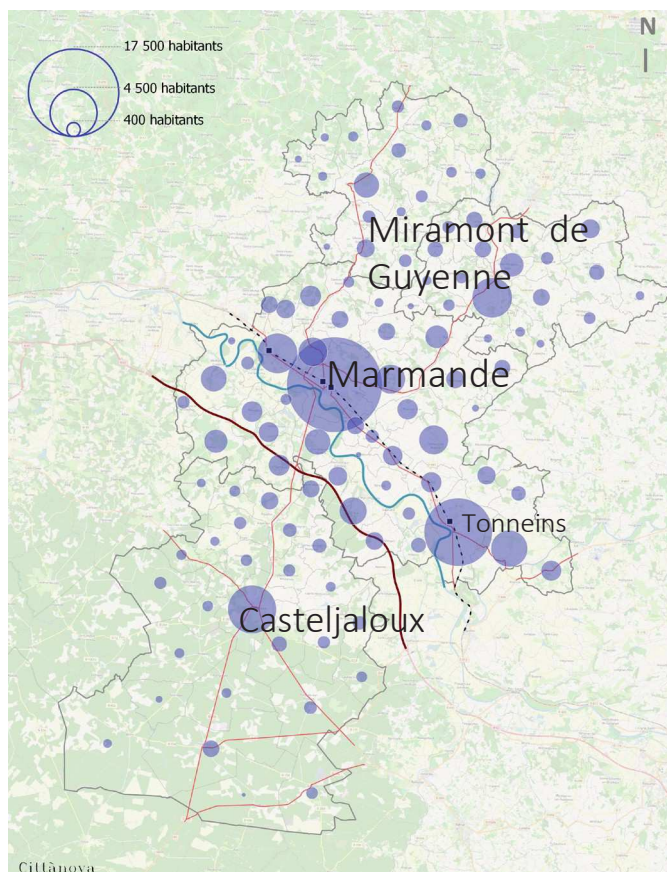 N
17 500 habitants
4 500 habitants
400 habitants
Miramont de
Guyenne
Marmande
Tonneins
Casteljaloux
Cittànova